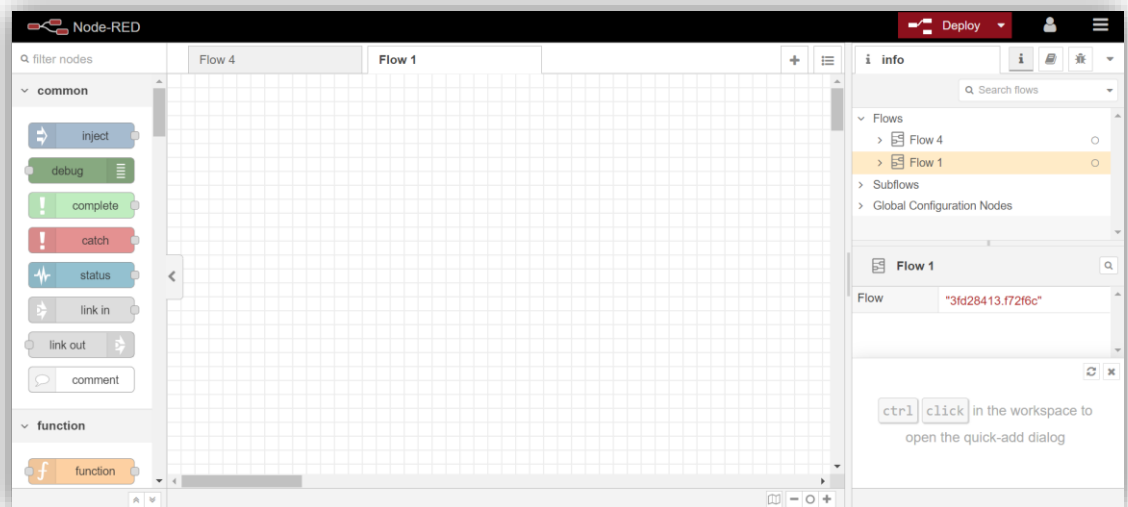 Node-RED
Deploy
filter nodes
Flow 4
Flow 1
i info
i
Search flows
common
inject
debug
complete
catch
status
link in
link out
comment
function
f function
Flows
Flow 4
Flow 1
Subflows
Global Configuration Nodes
Flow 1
Flow "3fd28413.f72f6c"
ctrl click in the workspace to
open the quick-add dialog